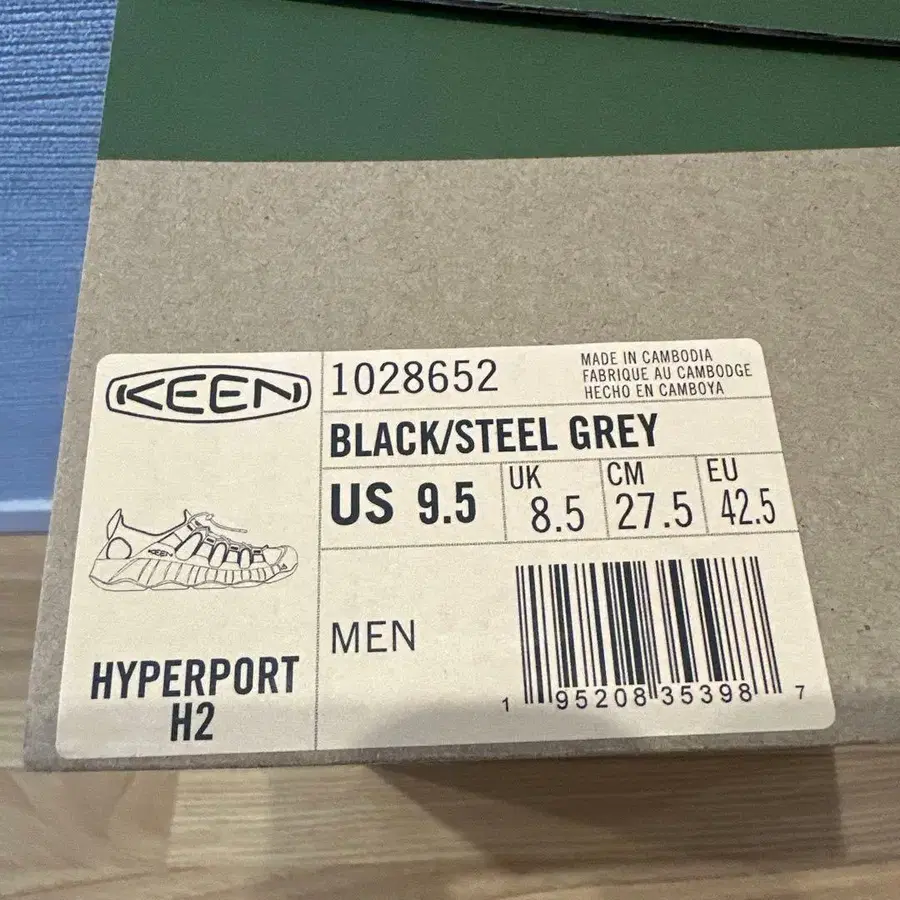 KEEN
1028652
MADE IN CAMBODIA
FABRIQUE AU CAMBODGE
HECHO EN CAMBOYA
BLACK/STEEL GREY
US 9.5
UK
8.5
CM
27.5
EU
42.5
KEEN
HYPERPORT
H2
MEN
1 95208 35398 7